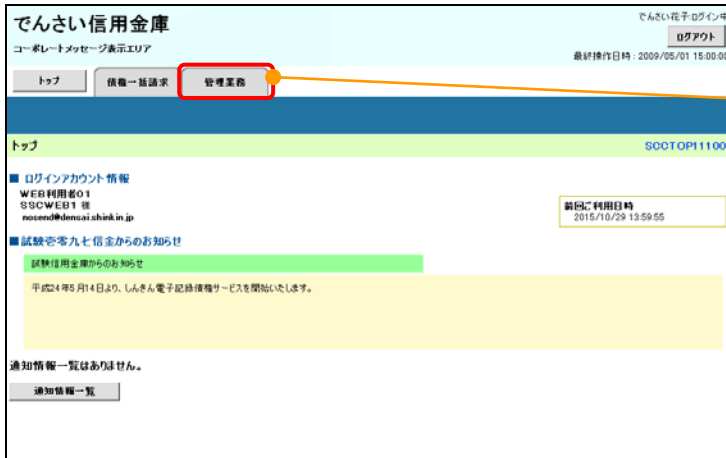 でんさい信用金庫
コーポレートメッセージ表示エリア
でんさい花子:ログイン中
ログアウト
最終操作日時：2009/05/01 15:00:00
トップ
債権一括請求
管理業務
トップ
SCCTOP11100
■ ログインアカウント情報
WEB利用者01
SSCWEB1 様
nosend@densai.shinkin.jp
前回ご利用日時
2015/10/29 13:59:55
■試験壱零九七信金からのお知らせ
試験信用金庫からのお知らせ
平成24年5月14日より、しんきん電子記録債権サービスを開始いたします。
通知情報一覧はありません。
通知情報一覧